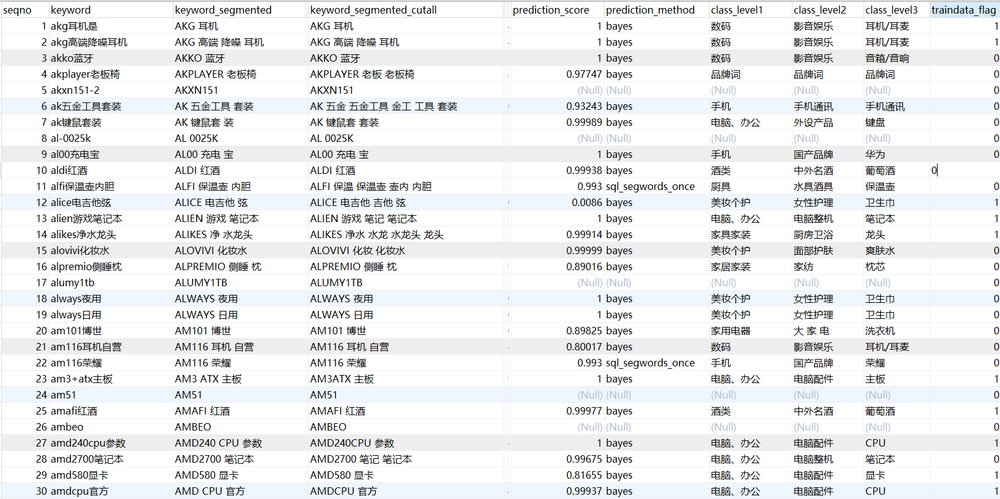 seqno keyword keyword_segmented keyword_segmented_cutall prediction_score prediction_method class_level1 class_level2 class_level3 traindata_flag
1 akg耳机是 AKG 耳机 AKG 耳机 1 bayes 数码 影音娱乐 耳机/耳麦 1
2 akg高端降噪耳机 AKG 高端 降噪 耳机 AKG 高端 降噪 耳机 1 bayes 数码 影音娱乐 耳机/耳麦 1
3 akko蓝牙 AKKO 蓝牙 AKKO 蓝牙 1 bayes 数码 影音娱乐 音箱/音响 0
4 akplayer老板椅 AKPLAYER 老板椅 AKPLAYER 老板 老板椅 0.97747 bayes 品牌词 品牌词 品牌词 0
5 akxn151-2 AKXN151 AKXN151 (Null) (Null) (Null) (Null) (Null) 0
6 ak五金工具套装 AK 五金工具 套装 AK 五金 五金工具 金工 工具 套装 0.93243 bayes 手机 手机通讯 手机通讯 0
7 ak键鼠套装 AK 键鼠套 装 AK 键鼠套 套装 0.99989 bayes 电脑、办公 外设产品 键盘 0
8 al-0025k AL 0025K AL 0025K (Null) (Null) (Null) (Null) (Null) 0
9 al00充电宝 AL00 充电 宝 AL00 充电 宝 1 bayes 手机 国产品牌 华为 0
10 aldi红酒 ALDI 红酒 ALDI 红酒 0.99938 bayes 酒类 中外名酒 葡萄酒 0
11 alfi保温壶内胆 ALFI 保温壶 内胆 ALFI 保温 保温壶 壶内 内胆 0.993 sql_segwords_once 厨具 水具酒具 保温壶 0
12 alice电吉他弦 ALICE 电吉他 弦 ALICE 电吉他 吉他 弦 0.0086 bayes 美妆个护 女性护理 卫生巾 1
13 alien游戏笔记本 ALIEN 游戏 笔记本 ALIEN 游戏 笔记 笔记本 1 bayes 电脑、办公 电脑整机 笔记本 1
14 alikes净水龙头 ALIKES 净 水龙头 ALIKES 净水 水龙 水龙头 龙头 0.99914 bayes 家具家装 厨房卫浴 龙头 1
15 alovivi化妆水 ALOVIVI 化妆水 ALOVIVI 化妆 化妆水 0.99999 bayes 美妆个护 面部护肤 爽肤水 0
16 alpremio侧睡枕 ALPREMIO 侧睡 枕 ALPREMIO 侧睡 枕 0.89016 bayes 家居家装 家纺 枕芯 0
17 alumy1tb ALUMY1TB ALUMY1TB (Null) (Null) (Null) (Null) (Null) 0
18 always夜用 ALWAYS 夜用 ALWAYS 夜用 1 bayes 美妆个护 女性护理 卫生巾 0
19 always日用 ALWAYS 日用 ALWAYS 日用 1 bayes 美妆个护 女性护理 卫生巾 0
20 am101博世 AM101 博世 AM101 博世 0.89825 bayes 家用电器 大 家 电 洗衣机 0
21 am116耳机自营 AM116 耳机 自营 AM116 耳机 自营 0.80017 bayes 数码 影音娱乐 耳机/耳麦 0
22 am116荣耀 AM116 荣耀 AM116 荣耀 0.993 sql_segwords_once 手机 国产品牌 荣耀 0
23 am3+atx主板 AM3 ATX 主板 AM3ATX 主板 1 bayes 电脑、办公 电脑配件 主板 1
24 am51 AM51 AM51 (Null) (Null) (Null) (Null) (Null) 0
25 amafi红酒 AMAFI 红酒 AMAFI 红酒 0.99977 bayes 酒类 中外名酒 葡萄酒 1
26 ambeo AMBEO AMBEO (Null) (Null) (Null) (Null) (Null) 0
27 amd240cpu参数 AMD240 CPU 参数 AMD240CPU 参数 1 bayes 电脑、办公 电脑配件 CPU 1
28 amd2700笔记本 AMD2700 笔记本 AMD2700 笔记 笔记本 0.99675 bayes 电脑、办公 电脑整机 笔记本 0
29 amd580显卡 AMD580 显卡 AMD580 显卡 0.81655 bayes 电脑、办公 电脑配件 显卡 1
30 amdcpu官方 AMD CPU 官方 AMDCPU 官方 0.99937 bayes 电脑、办公 电脑配件 CPU 1